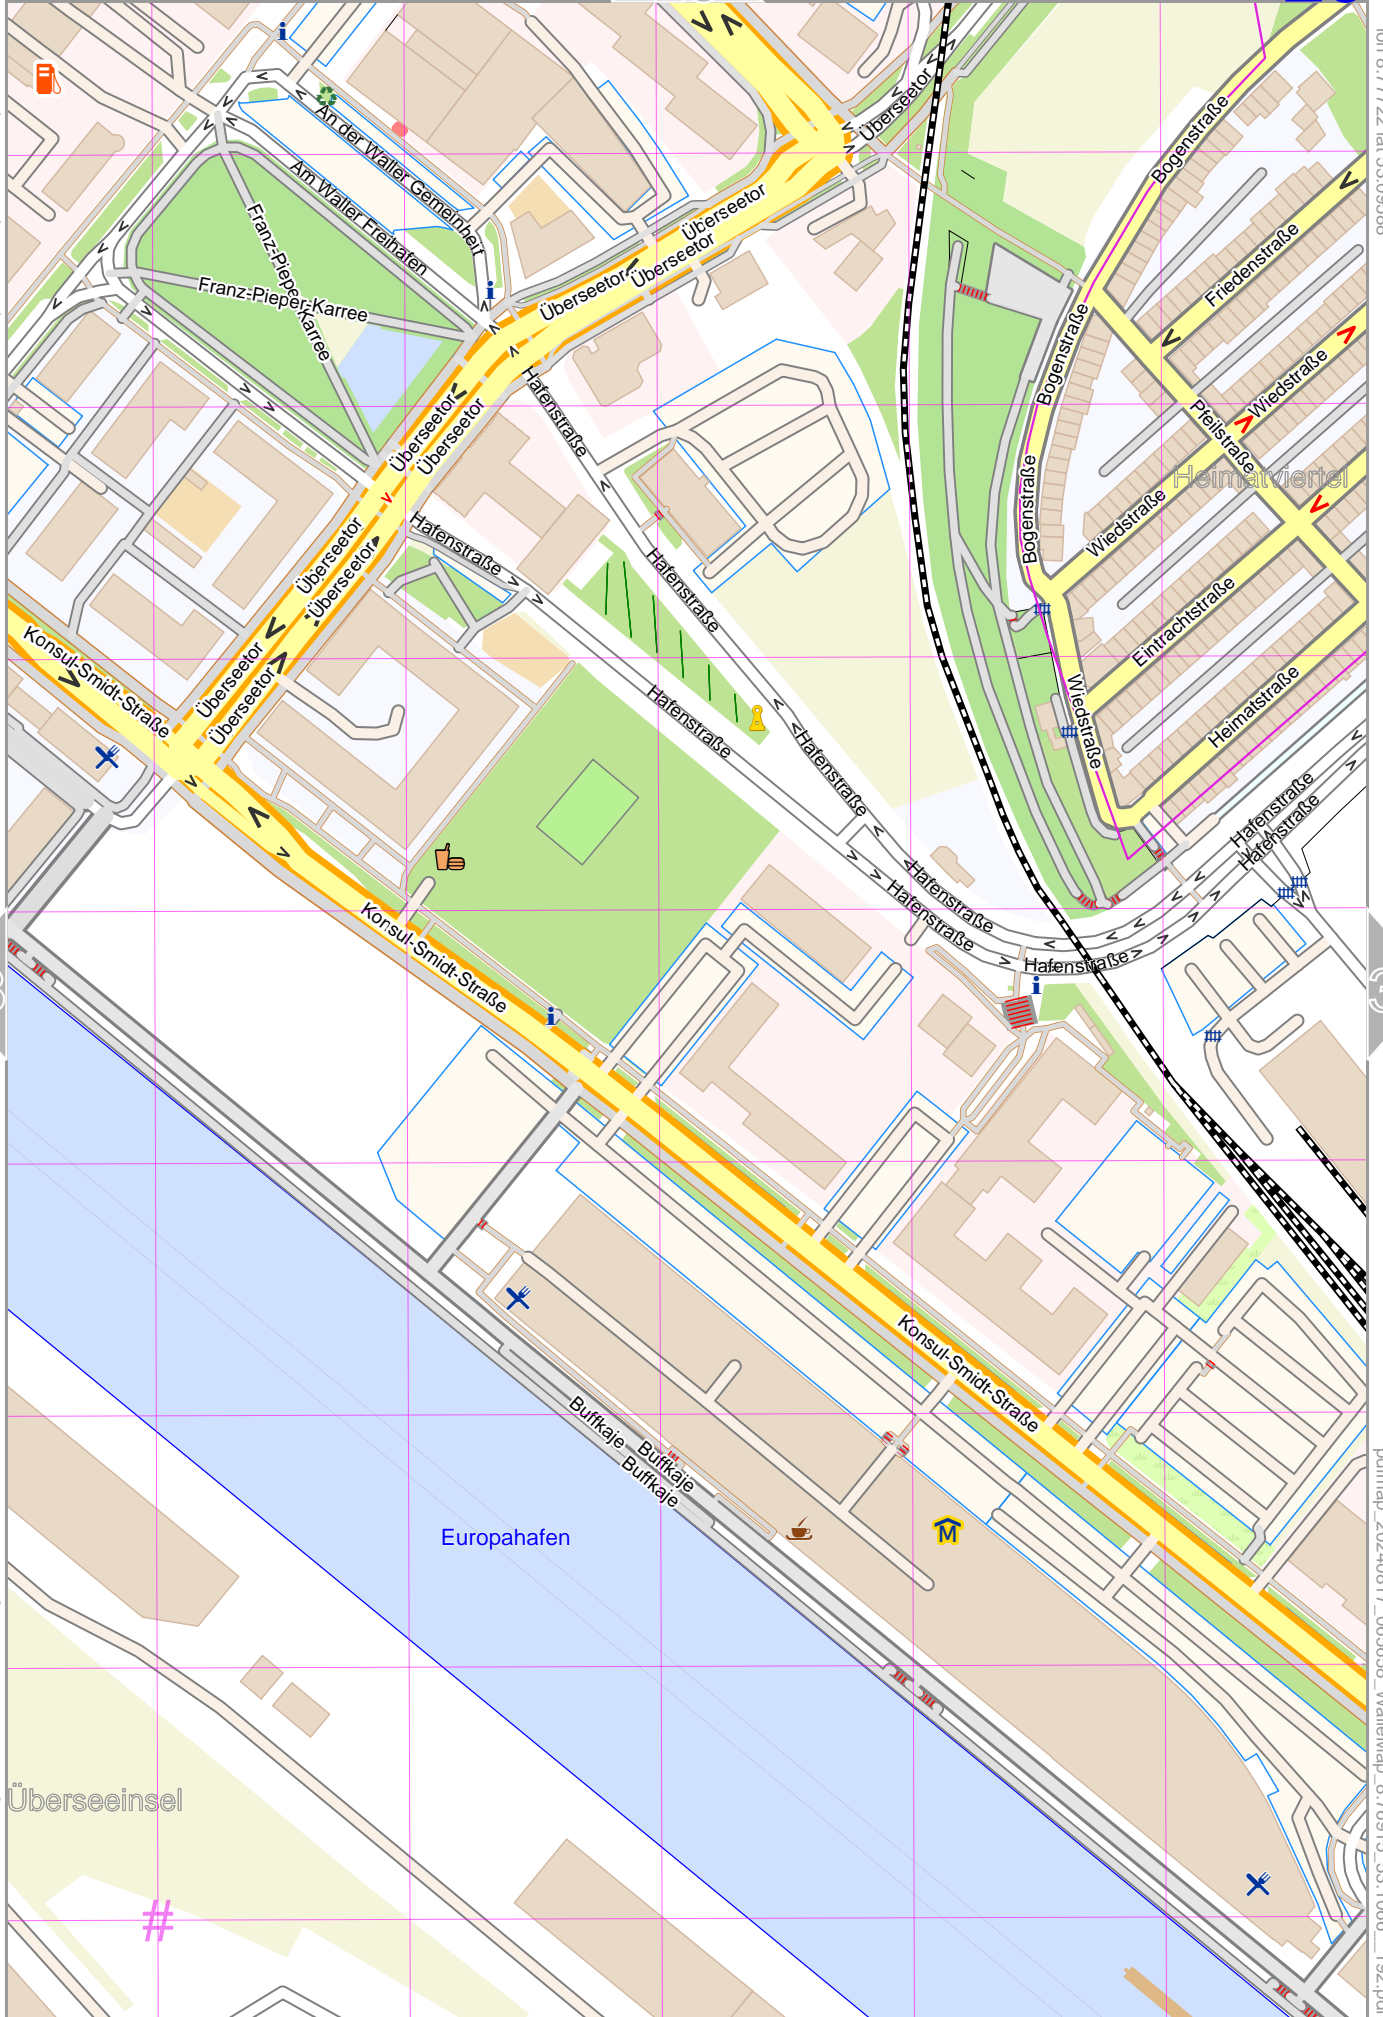 Überseetor
Bogenstraße
An der Waller Gemeinheit
Am Waller Freihafen
Franz-Pieper-Karree
Franz-Pieper-Karree
Überseetor
Überseetor
Überseetor
Überseetor
Friedenstraße
Bogenstraße
Wiedstraße
Pfeilstraße
Hafenstraße
Überseetor
Überseetor
Heimatviertel
Bogenstraße
Wiedstraße
Hafenstraße
Überseetor
Überseetor
Hafenstraße
Eintrachtstraße
Konsul-Smidt-Straße
Überseetor
Überseetor
Hafenstraße
Wiedstraße
Heimatstraße
Hafenstraße
Hafenstraße
Hafenstraße
Hafenstraße
Hafenstraße
Konsul-Smidt-Straße
Hafenstraße
Konsul-Smidt-Straße
Buffkaje
Buffkaje
Buffkaje
Europahafen
M
Überseeinsel
#